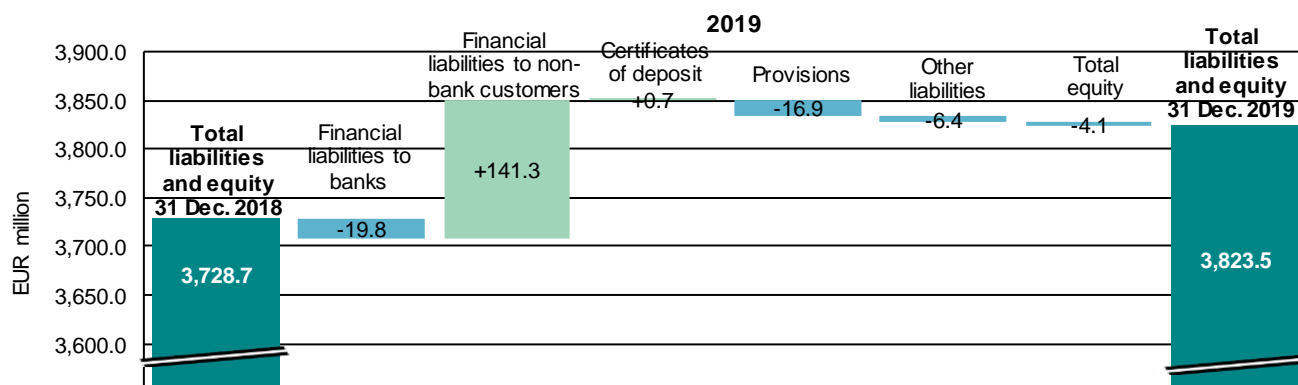 2019
3,900.0
3,850.0
3,800.0
3,750.0
3,700.0
3,650.0
3,600.0
EUR million
Total
liabilities
and equity
31 Dec. 2018
3,728.7
Financial
liabilities to
banks
-19.8
Financial
liabilities to non-
bank customers
+141.3
Certificates
of deposit
+0.7
Provisions
-16.9
Other
liabilities
-6.4
Total
equity
-4.1
Total
liabilities
and equity
31 Dec. 2019
3,823.5